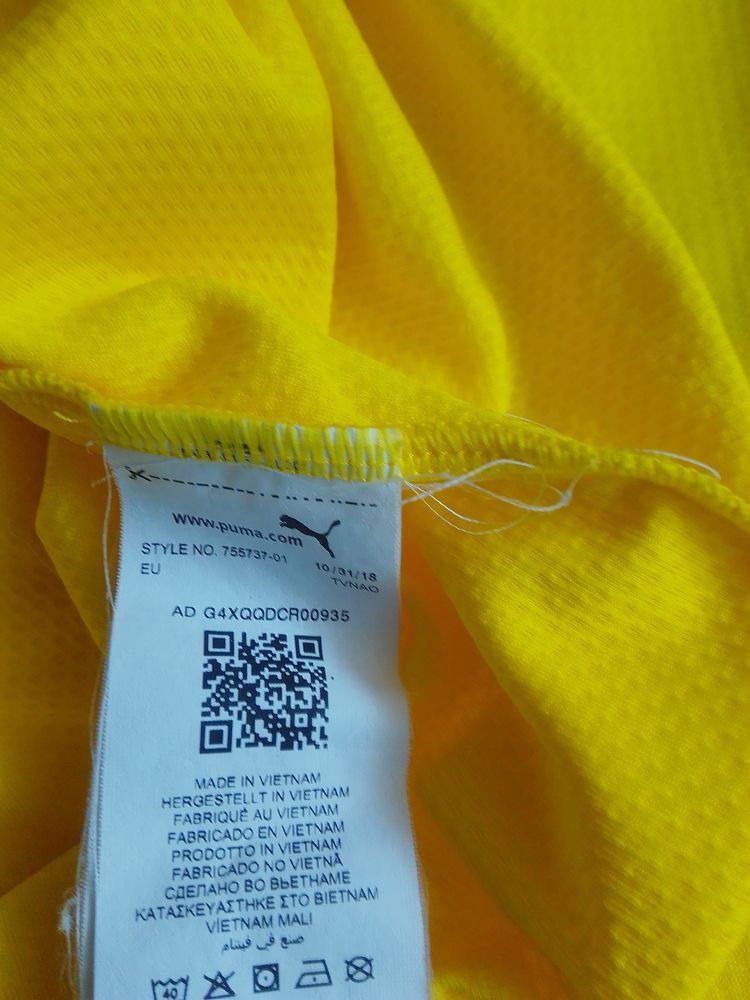 www.puma.com
STYLE NO. 755737-01
EU
10/31/18
TVNAO
AD G4XQQDCR00935
MADE IN VIETNAM
HERGESTELLT IN VIETNAM
FABRIQUÉ AU VIETNAM
FABRICADO EN VIETNAM
PRODOTTO IN VIETNAM
FABRICADO NO VIETNÃ
СДЕЛАНО ВО ВЬЕТНАМЕ
ΚΑΤΑΣΚΕΥΑΣΤΗΚΕ ΣΤΟ ΒΙΕΤΝΑΜ
VİETNAM MALI
صنع في فيتنام
40